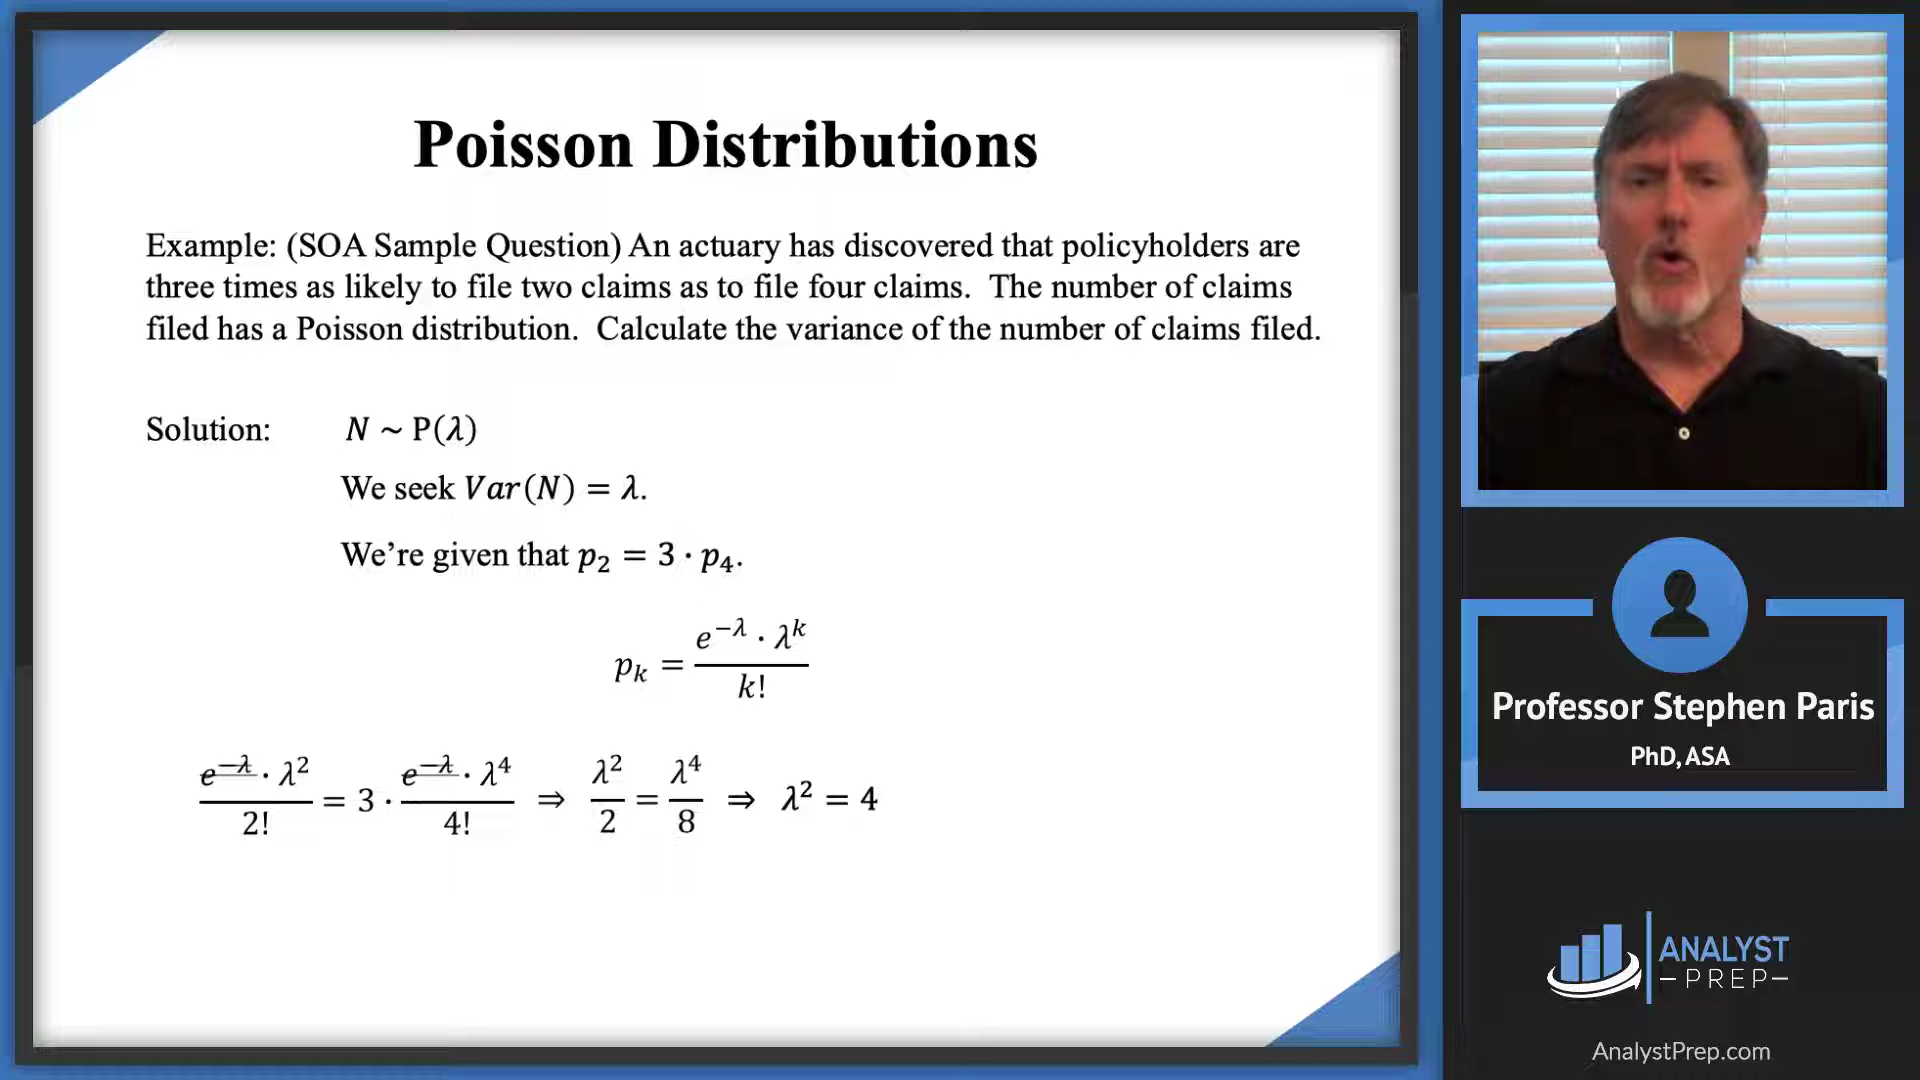 Poisson Distributions
Example: (SOA Sample Question) An actuary has discovered that policyholders are
three times as likely to file two claims as to file four claims.  The number of claims
filed has a Poisson distribution.  Calculate the variance of the number of claims filed.
Solution: N ~ P(λ)
We seek Var(N) = λ.
We’re given that p₂ = 3 · p₄.
pₖ = (e^−λ · λ^k) / k!
(e^−λ · λ²) / 2! = 3 · (e^−λ · λ⁴) / 4! ⇒ λ²/2 = λ⁴/8 ⇒ λ² = 4
Professor Stephen Paris
PhD, ASA
ANALYST
PREP
AnalystPrep.com